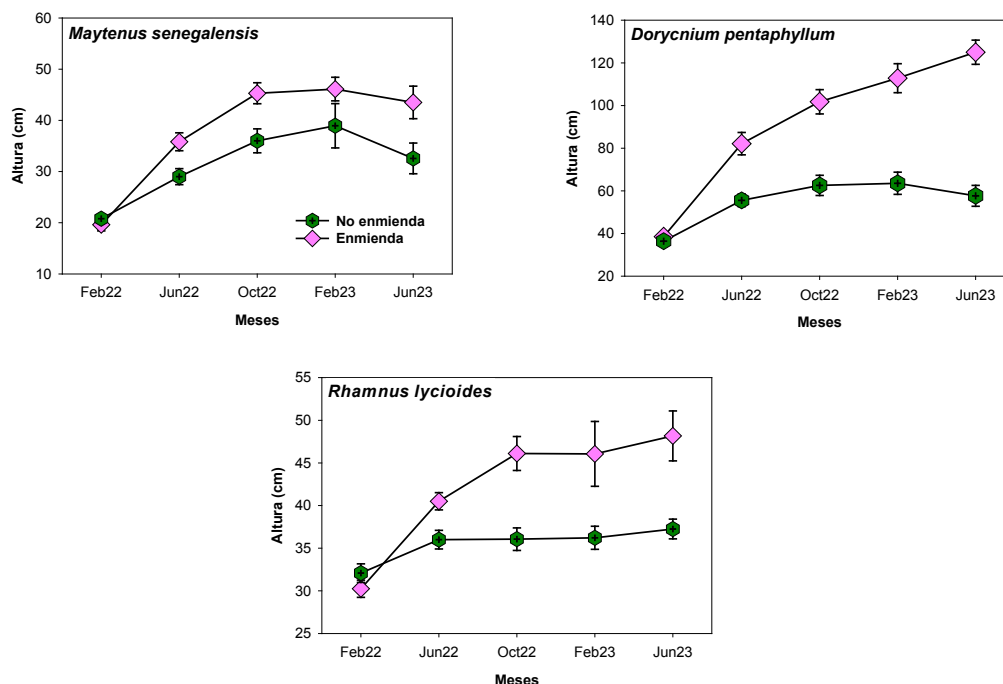 Maytenus senegalensis
60
50
40
30
20
10
Altura (cm)
No enmienda
Enmienda
Feb22 Jun22 Oct22 Feb23 Jun23
Meses
Dorycnium pentaphyllum
140
120
100
80
60
40
20
Altura (cm)
Feb22 Jun22 Oct22 Feb23 Jun23
Meses
Rhamnus lycioides
55
50
45
40
35
30
25
Altura (cm)
Feb22 Jun22 Oct22 Feb23 Jun23
Meses